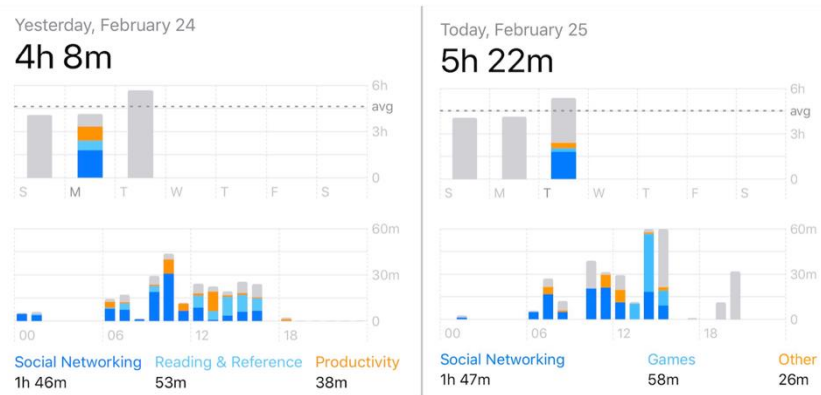 Yesterday, February 24
4h 8m
6h
avg
3h
0
S M T W T F S
60m
30m
0
00 06 12 18
Social Networking Reading & Reference Productivity
1h 46m 53m 38m
Today, February 25
5h 22m
6h
avg
3h
0
S M T W T F S
60m
30m
0
00 06 12 18
Social Networking Games Other
1h 47m 58m 26m